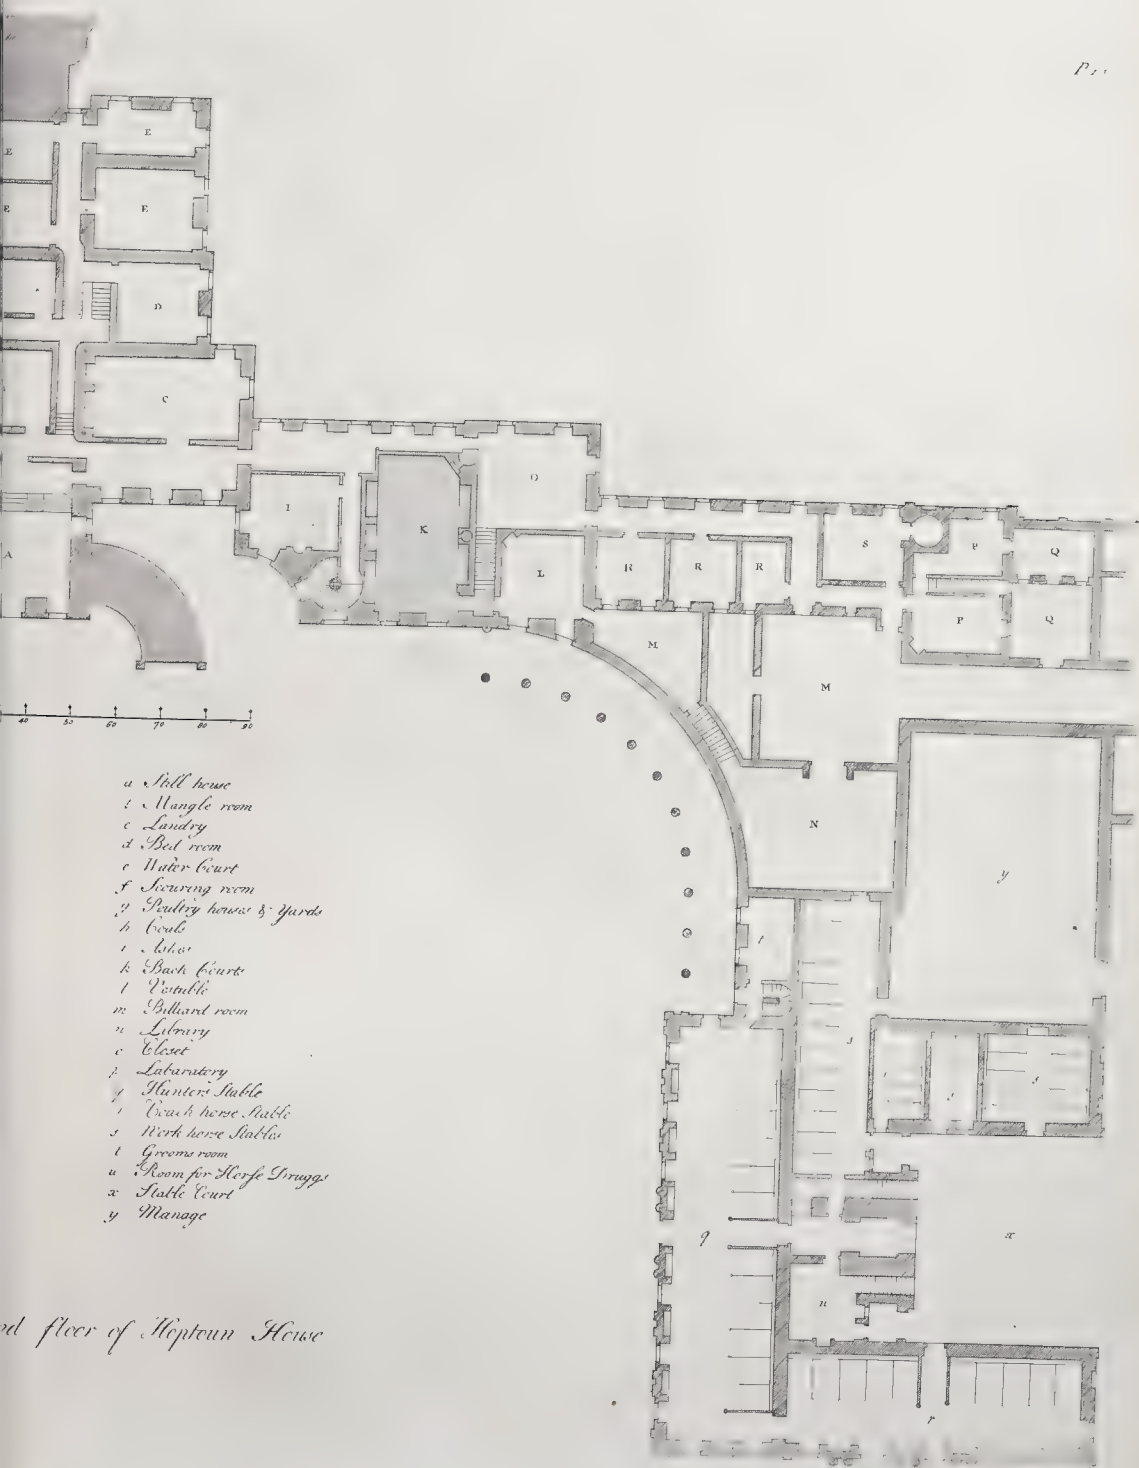 E
E
E
E
D
C
I
K
O
A
L
R
R
R
S
P
Q
P
Q
M
M
N
40 50 60 70 80 90
a Still house
Mangle room
c Landry
d Bed room
e Water Court
f Scouring room
g Poultry houses & Yards
h Coals
i Ashes
k Back Courts
l Vestuble
m Billiard room
n Library
o Closet
p Labaratory
q Hunters Stable
r Coach horse Stable
s Work horse Stables
t Grooms room
u Room for Horse Druggs
x Stable Court
y Manage
y
t
s
s
s
q
x
u
r
floor of Hoptoun House